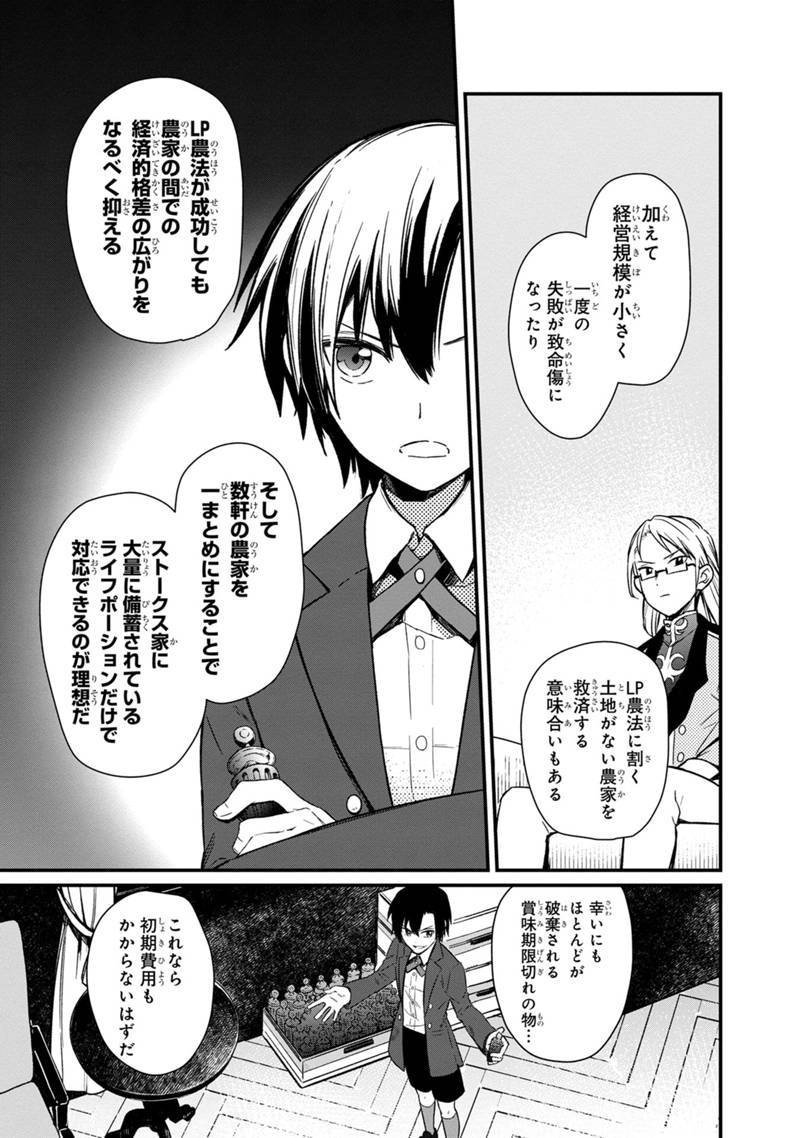 加えて
経営規模が小さく
一度の
失敗が致命傷に
なったり
LP農法に割く
土地がない農家を
救済する
意味合いもある
LP農法が成功しても
農家の間での
経済的格差の広がりを
なるべく抑える
そして
数軒の農家を
一まとめにすることで
ストークス家に
大量に備蓄されている
ライフポーションだけで
対応できるのが理想だ
幸いにも
ほとんどが
破棄される
賞味期限切れの物…
これなら
初期費用も
かからないはずだ